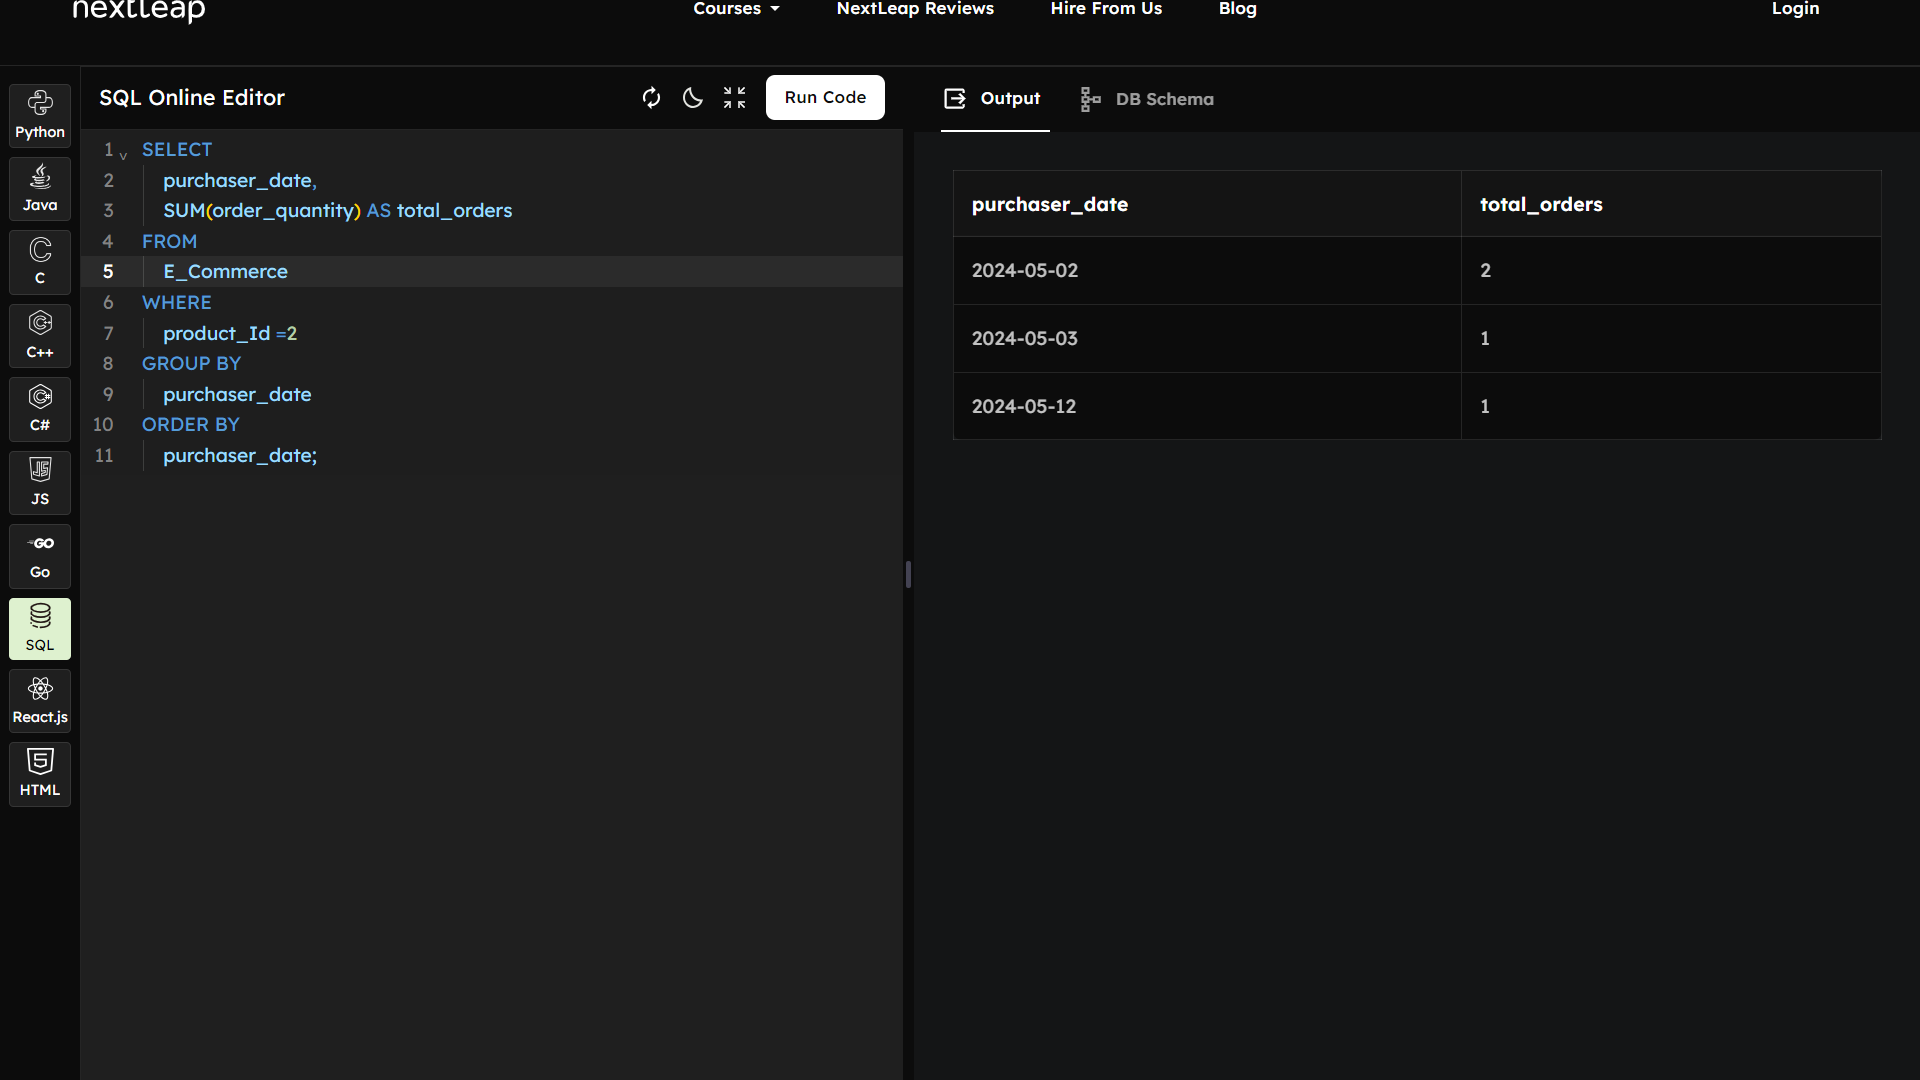 nextleap
Courses
NextLeap Reviews
Hire From Us
Blog
Login
Python
Java
C
C++
C#
JS
Go
SQL
React.js
HTML
SQL Online Editor
Run Code
1 SELECT
2 purchaser_date,
3 SUM(order_quantity) AS total_orders
4 FROM
5 E_Commerce
6 WHERE
7 product_Id =2
8 GROUP BY
9 purchaser_date
10 ORDER BY
11 purchaser_date;
Output
DB Schema
purchaser_date total_orders
2024-05-02 2
2024-05-03 1
2024-05-12 1